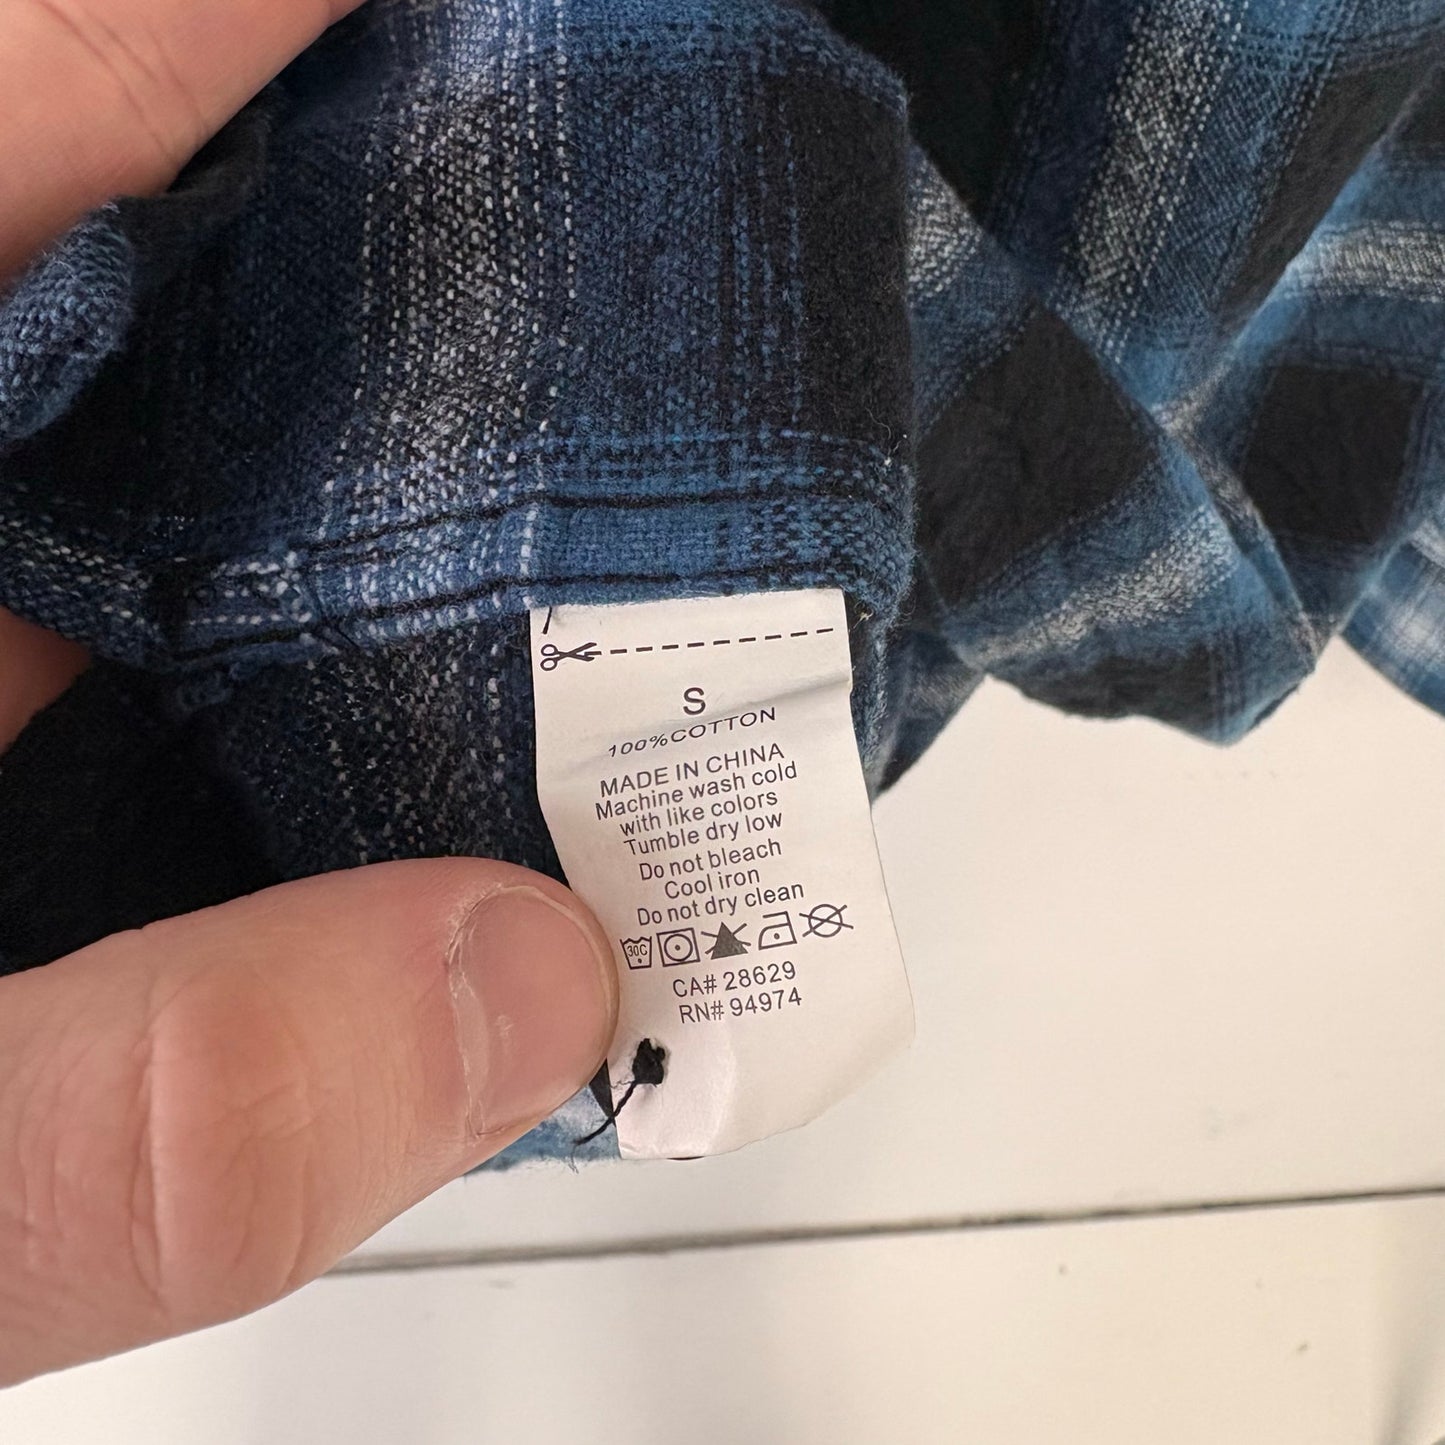 S
100%COTTON
MADE IN CHINA
Machine wash cold
with like colors
Tumble dry low
Do not bleach
Cool iron
Do not dry clean
30C
CA# 28629
RN# 94974